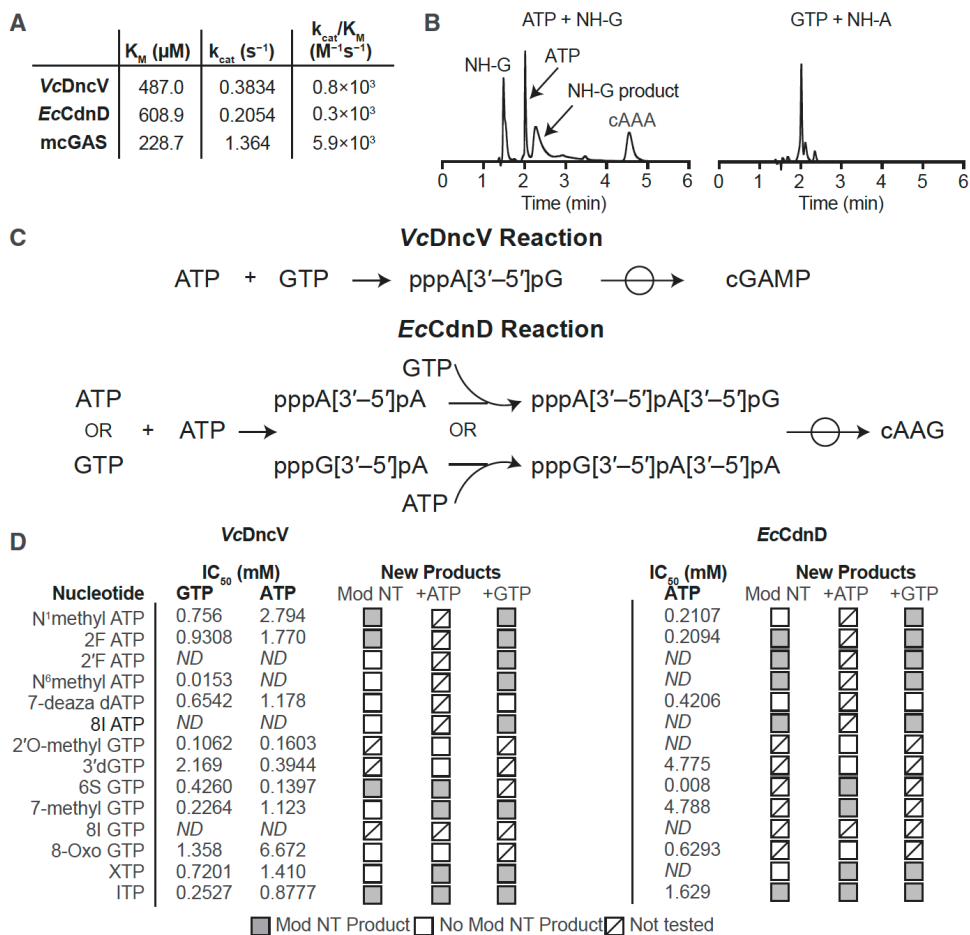 A
K_M (µM) k_cat (s⁻¹) k_cat/K_M (M⁻¹s⁻¹)
VcDncV 487.0 0.3834 0.8×10³
EcCdnD 608.9 0.2054 0.3×10³
mcGAS 228.7 1.364 5.9×10³
B
ATP + NH-G
NH-G
ATP
NH-G product
cAAA
0 1 2 3 4 5 6
Time (min)
GTP + NH-A
0 1 2 3 4 5 6
Time (min)
C
VcDncV Reaction
ATP + GTP pppA[3′–5′]pG cGAMP
EcCdnD Reaction
GTP
ATP pppA[3′–5′]pA pppA[3′–5′]pA[3′–5′]pG
OR + ATP OR cAAG
GTP pppG[3′–5′]pA pppG[3′–5′]pA[3′–5′]pA
ATP
D
VcDncV EcCdnD
IC₅₀ (mM) New Products IC₅₀ (mM) New Products
Nucleotide GTP ATP Mod NT +ATP +GTP ATP Mod NT +ATP +GTP
N¹methyl ATP 0.756 2.794 0.2107
2F ATP 0.9308 1.770 0.2094
2′F ATP ND ND ND
N⁶methyl ATP 0.0153 ND ND
7-deaza dATP 0.6542 1.178 0.4206
8I ATP ND ND ND
2′O-methyl GTP 0.1062 0.1603 ND
3′dGTP 2.169 0.3944 4.775
6S GTP 0.4260 0.1397 0.008
7-methyl GTP 0.2264 1.123 4.788
8I GTP ND ND ND
8-Oxo GTP 1.358 6.672 0.6293
XTP 0.7201 1.410 ND
ITP 0.2527 0.8777 1.629
Mod NT Product No Mod NT Product Not tested